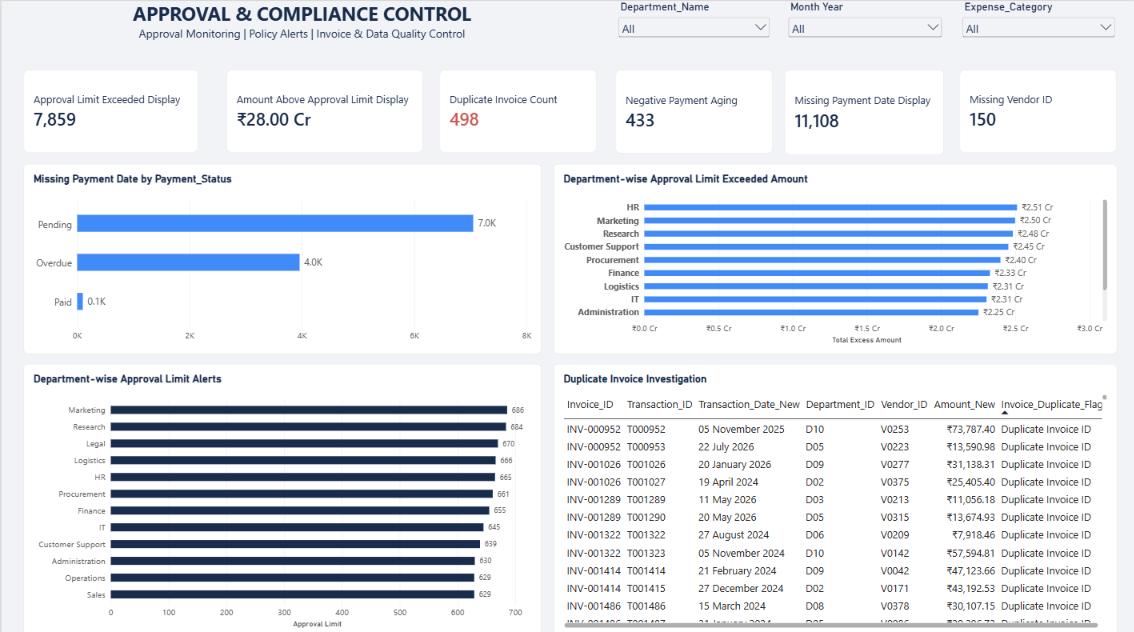 APPROVAL & COMPLIANCE CONTROL
Approval Monitoring | Policy Alerts | Invoice & Data Quality Control
Department_Name
All
Month Year
All
Expense_Category
All
Approval Limit Exceeded Display
7,859
Amount Above Approval Limit Display
₹28.00 Cr
Duplicate Invoice Count
498
Negative Payment Aging
433
Missing Payment Date Display
11,108
Missing Vendor ID
150
Missing Payment Date by Payment_Status
Pending 7.0K
Overdue 4.0K
Paid 0.1K
0K 2K 4K 6K 8K
Department-wise Approval Limit Exceeded Amount
HR ₹2.51 Cr
Marketing ₹2.50 Cr
Research ₹2.48 Cr
Customer Support ₹2.45 Cr
Procurement ₹2.40 Cr
Finance ₹2.33 Cr
Logistics ₹2.31 Cr
IT ₹2.31 Cr
Administration ₹2.25 Cr
₹0.0 Cr ₹0.5 Cr ₹1.0 Cr ₹1.5 Cr ₹2.0 Cr ₹2.5 Cr ₹3.0 Cr
Total Excess Amount
Department-wise Approval Limit Alerts
Marketing 686
Research 684
Legal 670
Logistics 666
HR 665
Procurement 661
Finance 655
IT 645
Customer Support 639
Administration 630
Operations 629
Sales 629
0 100 200 300 400 500 600 700
Approval Limit
Duplicate Invoice Investigation
Invoice_ID Transaction_ID Transaction_Date_New Department_ID Vendor_ID Amount_New Invoice_Duplicate_Flag
INV-000952 T000952 05 November 2025 D10 V0253 ₹73,787.40 Duplicate Invoice ID
INV-000952 T000953 22 July 2026 D05 V0223 ₹13,590.98 Duplicate Invoice ID
INV-001026 T001026 20 January 2026 D09 V0277 ₹31,138.31 Duplicate Invoice ID
INV-001026 T001027 19 April 2024 D02 V0375 ₹25,405.40 Duplicate Invoice ID
INV-001289 T001289 11 May 2026 D03 V0213 ₹11,056.18 Duplicate Invoice ID
INV-001289 T001290 20 May 2026 D05 V0315 ₹13,674.93 Duplicate Invoice ID
INV-001322 T001322 27 August 2024 D06 V0209 ₹7,918.46 Duplicate Invoice ID
INV-001322 T001323 05 November 2024 D10 V0142 ₹57,594.81 Duplicate Invoice ID
INV-001414 T001414 21 February 2024 D09 V0042 ₹47,123.66 Duplicate Invoice ID
INV-001414 T001415 27 December 2024 D02 V0171 ₹43,192.53 Duplicate Invoice ID
INV-001486 T001486 15 March 2024 D08 V0378 ₹30,107.15 Duplicate Invoice ID